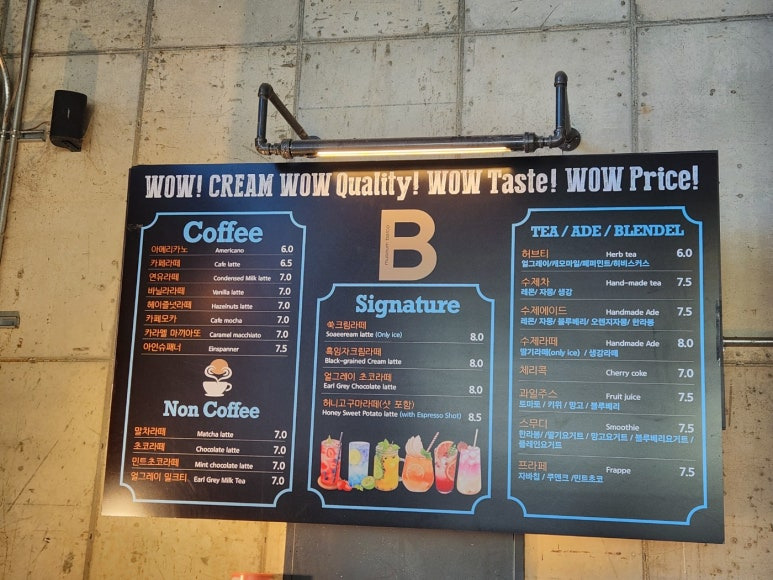 WOW! CREAM WOW Quality! WOW Taste! WOW Price!
Coffee
아메리카노 Americano 6.0
카페라떼 Cafe latte 6.5
연유라떼 Condensed Milk latte 7.0
바닐라라떼 Vanilla latte 7.0
헤이즐넛라떼 Hazelnuts latte 7.0
카페모카 Cafe mocha 7.0
카라멜 마끼아또 Caramel macchiato 7.0
아인슈패너 Einspanner 7.5
Non Coffee
말차라떼 Matcha latte 7.0
초코라떼 Chocolate latte 7.0
민트초코라떼 Mint chocolate latte 7.0
얼그레이 밀크티 Earl Grey Milk Tea 7.0
B
Signature
쑥크림라떼
latte (Only ice) 8.0
흑임자크림라떼
Black-grained Cream latte 8.0
얼그레이 초코라떼
Earl Grey Chocolate latte 8.0
허니고구마라떼(샷 포함)
Honey Sweet Potato latte (with Espresso Shot) 8.5
TEA / ADE / BLENDEL
허브티 Herb tea 6.0
얼그레이/캐모마일/페퍼민트/히비스커스
수제차 Hand-made tea 7.5
레몬/ 자몽/ 생강
수제에이드 Handmade Ade 7.5
레몬/ 자몽/ 블루베리/ 오렌지자몽/ 한라봉
수제라떼 Handmade Ade 8.0
딸기라떼(only ice) / 생강라떼
체리콕 Cherry coke 7.0
과일주스 Fruit juice 7.5
토마토 / 키위 / 망고 / 블루베리
스무디 Smoothie 7.5
한라봉/ /딸기요거트 / 망고요거트 / 블루베리요거트 /
플레인요거트
프라페 Frappe 7.5
자바칩 / 쿠앤크 /민트초코